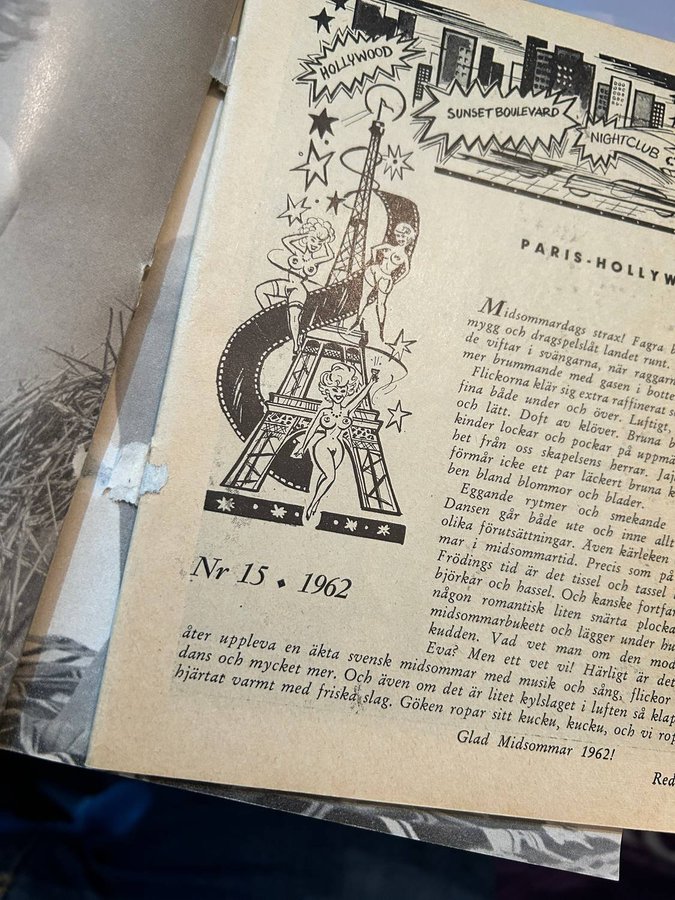 HOLLYWOOD
SUNSET BOULEVARD
NIGHTCLUB
PARIS-HOLLYW
Midsommardags strax! Fagra b
mygg och dragspelslåt landet runt.
de viftar i svängarna, när raggarn
mer brummande med gasen i botte
Flickorna klär sig extra raffinerat s
fina både under och över. Luftigt,
och lätt. Doft av klöver. Bruna b
kinder lockar och pockar på uppmä
het från oss skapelsens herrar. Jaj
förmår icke ett par läckert bruna k
ben bland blommor och blader.
Eggande rytmer och smekande
Dansen går både ute och inne allt
olika förutsättningar. Även kärleken
mar i midsommartid. Precis som på
Frödings tid är det tissel och tassel
björkar och hassel. Och kanske fortfar
någon romantisk liten snärta plocka
midsommarbukett och lägger under hu
kudden. Vad vet man om den mod
Eva? Men ett vet vi! Härligt är det
åter uppleva en äkta svensk midsommar med musik och sång, flickor
dans och mycket mer. Och även om det är litet kylslaget i luften så klap
hjärtat varmt med friska slag. Göken ropar sitt kucku, kucku, och vi rop
Glad Midsommar 1962!
Red
Nr 15 ♦ 1962